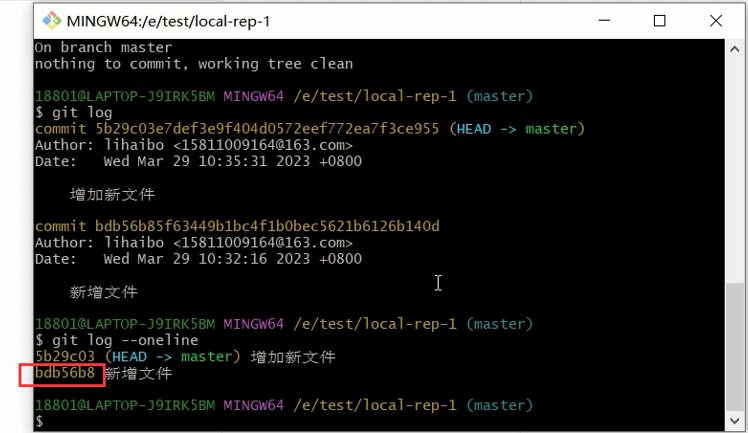 MINGW64:/e/test/local-rep-1
On branch master
nothing to commit, working tree clean
18801@LAPTOP-J9IRK5BM MINGW64 /e/test/local-rep-1 (master)
$ git log
commit 5b29c03e7def3e9f404d0572eef772ea7f3ce955 (HEAD -> master)
Author: lihaibo <15811009164@163.com>
Date:   Wed Mar 29 10:35:31 2023 +0800
增加新文件
commit bdb56b85f63449b1bc4f1b0bec5621b6126b140d
Author: lihaibo <15811009164@163.com>
Date:   Wed Mar 29 10:32:16 2023 +0800
新增文件
18801@LAPTOP-J9IRK5BM MINGW64 /e/test/local-rep-1 (master)
$ git log --oneline
5b29c03 (HEAD -> master) 增加新文件
bdb56b8 新增文件
18801@LAPTOP-J9IRK5BM MINGW64 /e/test/local-rep-1 (master)
$